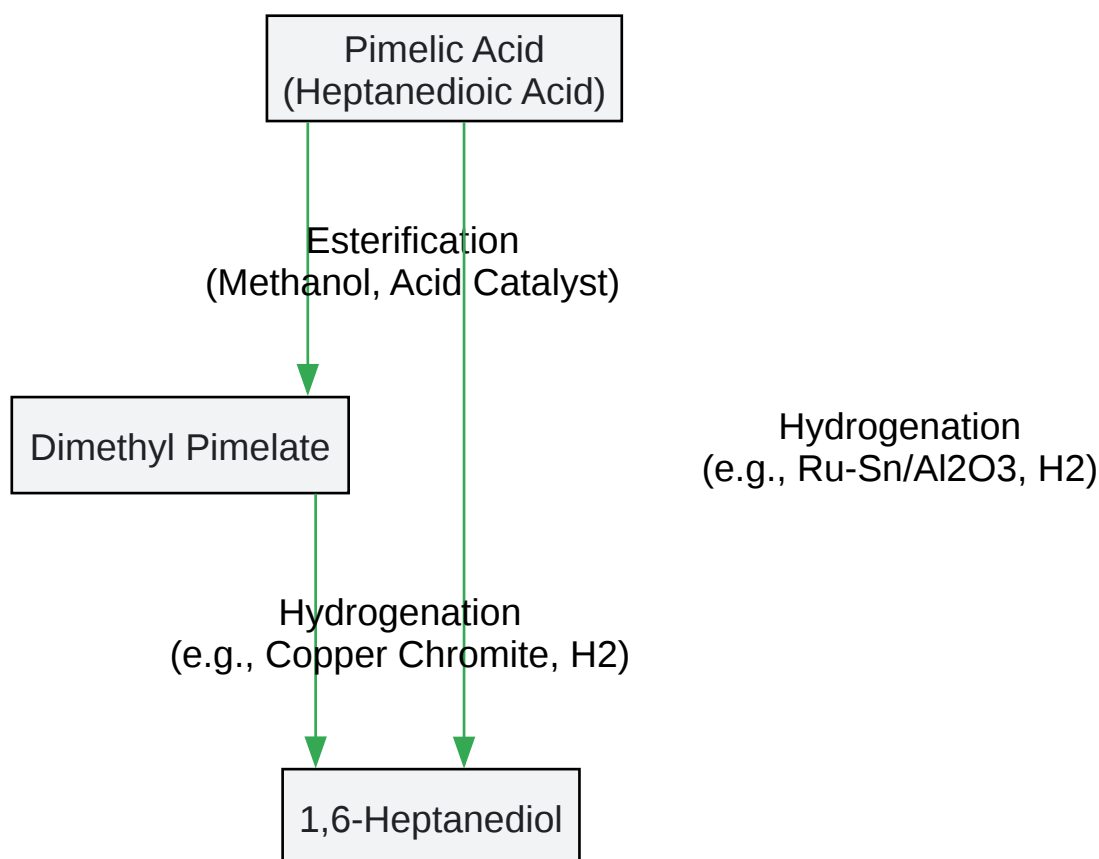 Pimelic Acid
(Heptanedioic Acid)
Esterification
(Methanol, Acid Catalyst)
Dimethyl Pimelate
Hydrogenation
(e.g., Ru-Sn/Al2O3, H2)
Hydrogenation
(e.g., Copper Chromite, H2)
1,6-Heptanediol